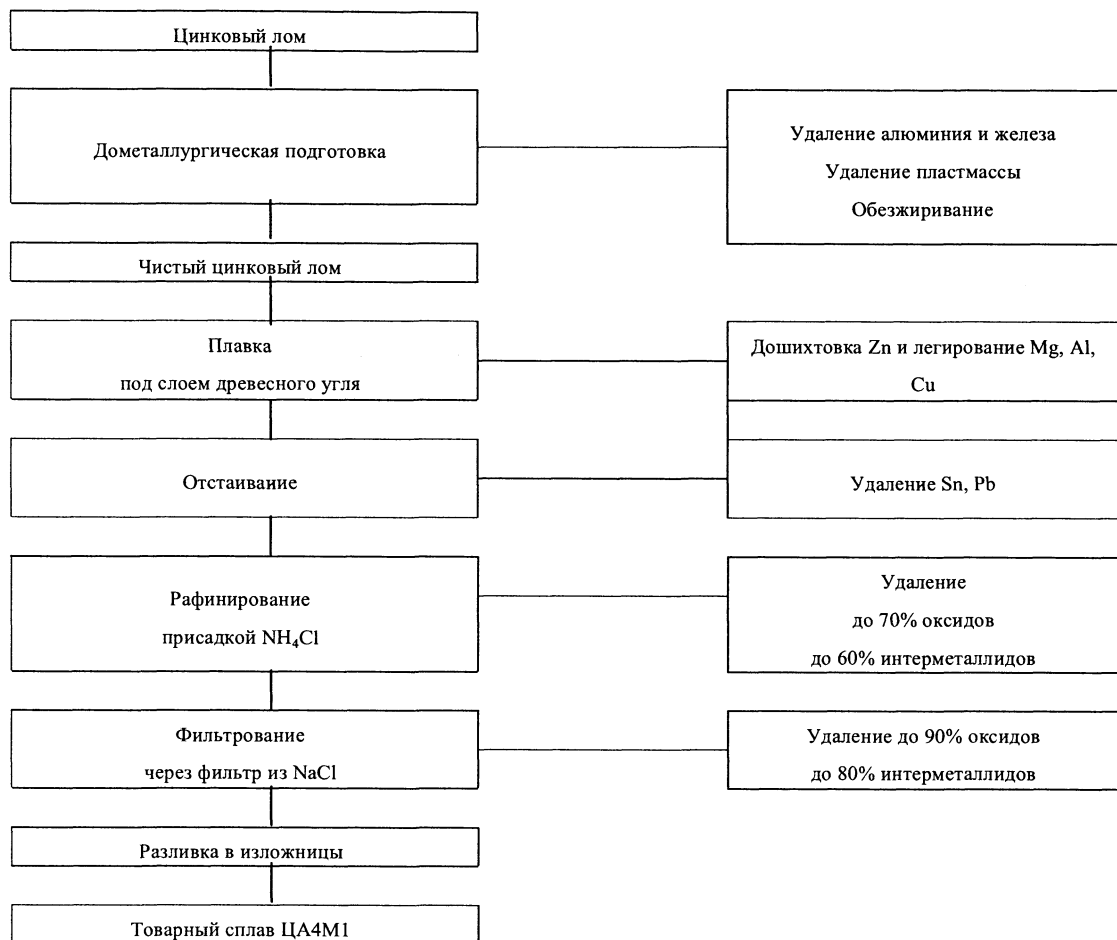 Цинковый лом
Дометаллургическая подготовка
Удаление алюминия и железа
Удаление пластмассы
Обезжиривание
Чистый цинковый лом
Плавка
под слоем древесного угля
Дошихтовка Zn и легирование Mg, Al,
Cu
Отстаивание
Удаление Sn, Pb
Рафинирование
присадкой NH₄Cl
Удаление
до 70% оксидов
до 60% интерметаллидов
Фильтрование
через фильтр из NaCl
Удаление до 90% оксидов
до 80% интерметаллидов
Разливка в изложницы
Товарный сплав ЦА4М1